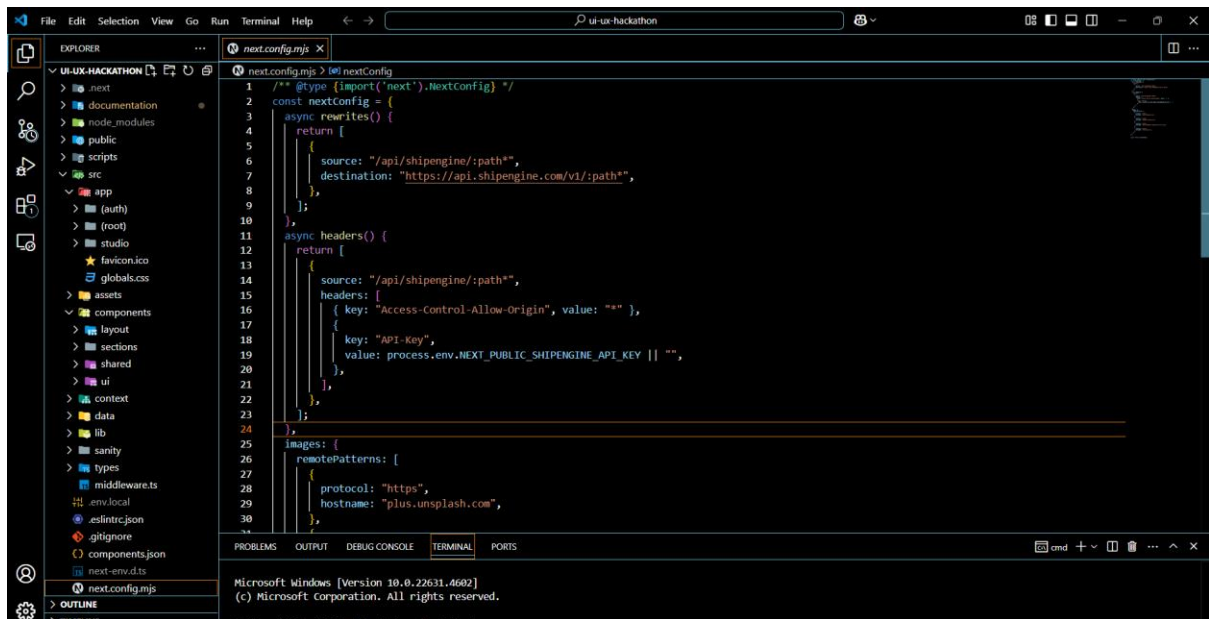 File Edit Selection View Go Run Terminal Help
ui-ux-hackathon
EXPLORER
UI-UX-HACKATHON
.next
documentation
node_modules
public
scripts
src
app
(auth)
(root)
studio
favicon.ico
globals.css
assets
components
layout
sections
shared
ui
context
data
lib
sanity
types
middleware.ts
.env.local
.eslintrc.json
.gitignore
components.json
next-env.d.ts
next.config.mjs
OUTLINE
next.config.mjs
next.config.mjs > nextConfig
1 /** @type {import('next').NextConfig} */
2 const nextConfig = {
3 async rewrites() {
4 return [
5 {
6 source: "/api/shipengine/:path*",
7 destination: "https://api.shipengine.com/v1/:path*",
8 },
9 ];
10 },
11 async headers() {
12 return [
13 {
14 source: "/api/shipengine/:path*",
15 headers: [
16 { key: "Access-Control-Allow-Origin", value: "*" },
17 {
18 key: "API-Key",
19 value: process.env.NEXT_PUBLIC_SHIPENGINE_API_KEY || "",
20 },
21 ],
22 },
23 ];
24 },
25 images: {
26 remotePatterns: [
27 {
28 protocol: "https",
29 hostname: "plus.unsplash.com",
30 },
PROBLEMS OUTPUT DEBUG CONSOLE TERMINAL PORTS
cmd
Microsoft Windows [Version 10.0.22631.4602]
(c) Microsoft Corporation. All rights reserved.